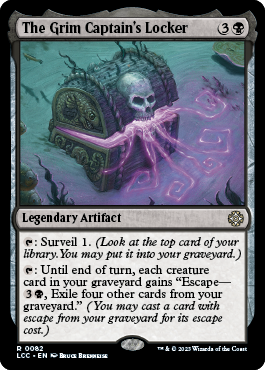 The Grim Captain's Locker 3
Legendary Artifact
: Surveil 1. (Look at the top card of your
library.You may put it into your graveyard.)
: Until end of turn, each creature
card in your graveyard gains “Escape—
3 , Exile four other cards from your
graveyard.” (You may cast a card with
escape from your graveyard for its escape
cost.)
R 0082
LCC • EN BRUCE BRENNEISE
™ & © 2023 Wizards of the Coast